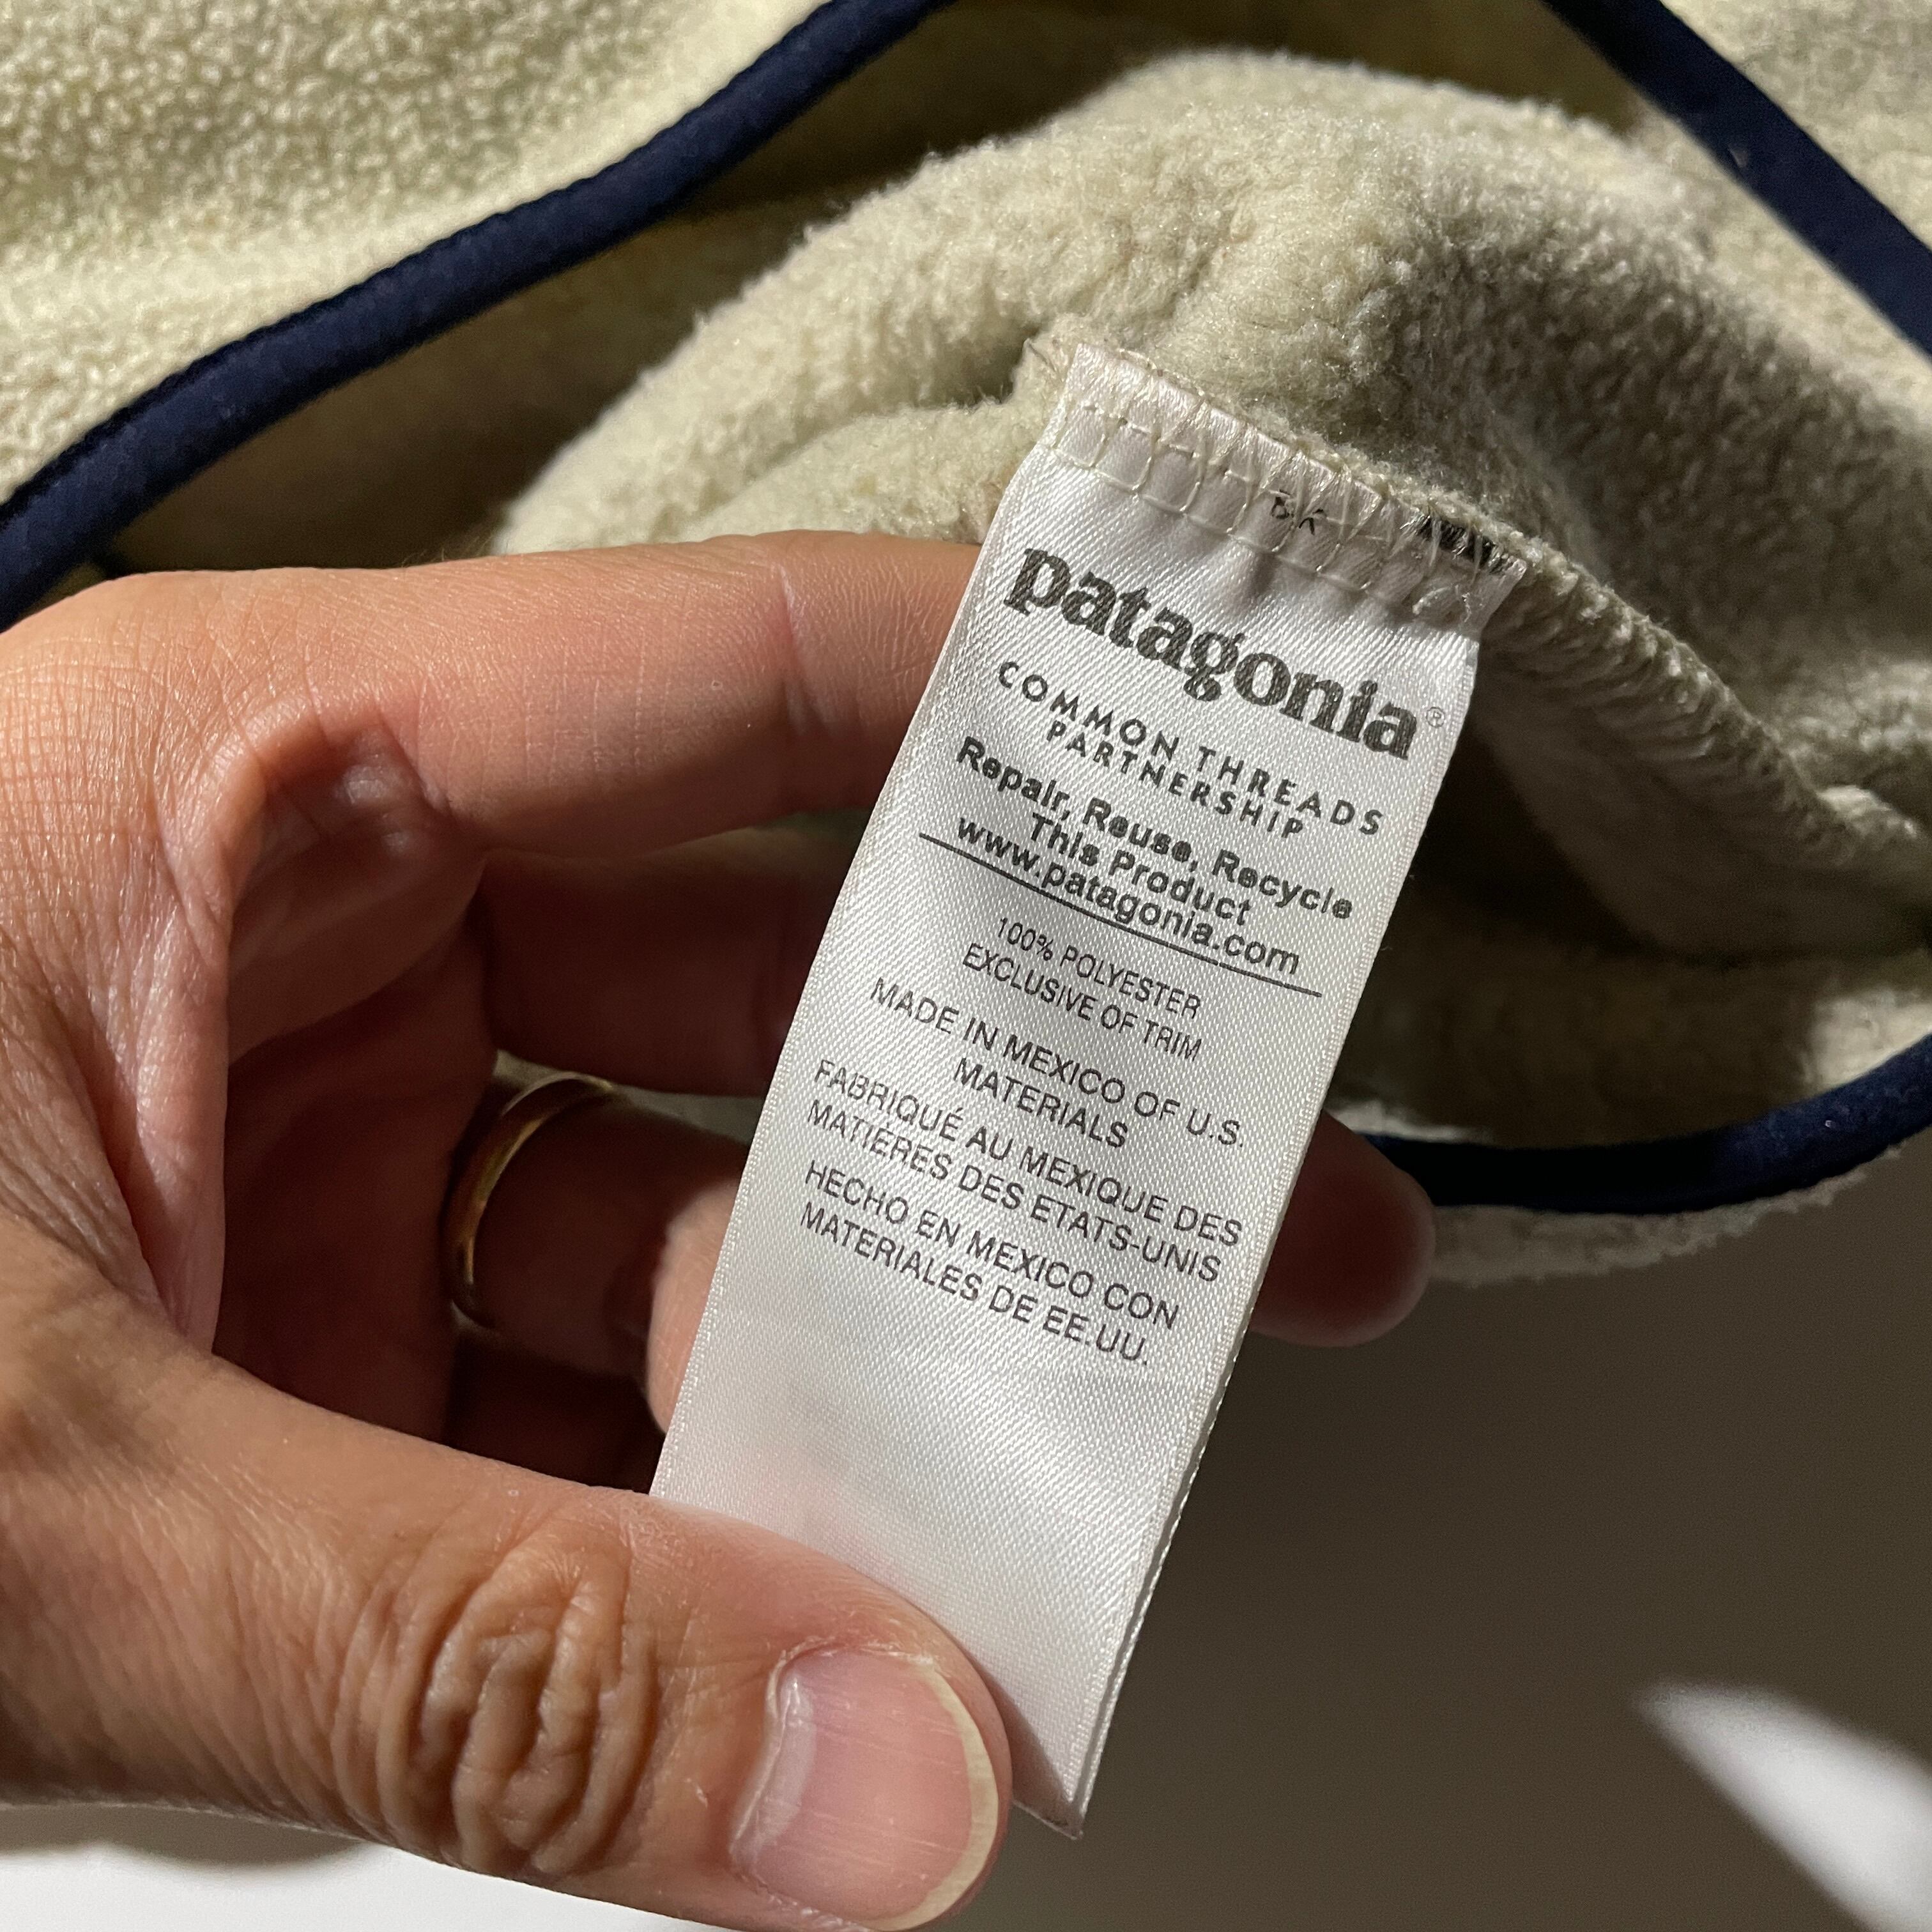 patagonia®
COMMON THREADS
PARTNERSHIP
Repair, Reuse, Recycle
This Product
www.patagonia.com
100% POLYESTER
EXCLUSIVE OF TRIM
MADE IN MEXICO OF U.S.
MATERIALS
FABRIQUÉ AU MEXIQUE DES
MATIERES DES ETATS-UNIS
HECHO EN MEXICO CON
MATERIALES DE EE.UU.